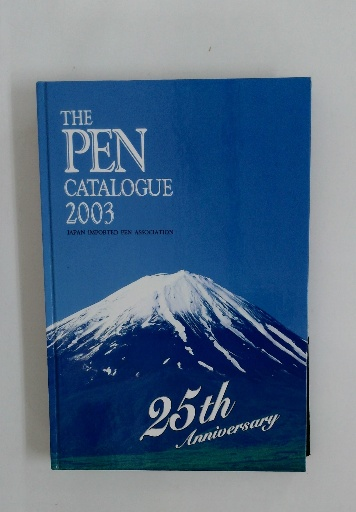 THE
PEN
CATALOGUE
2003
JAPAN IMPORTED PEN ASSOCIATION
25th
Anniversary